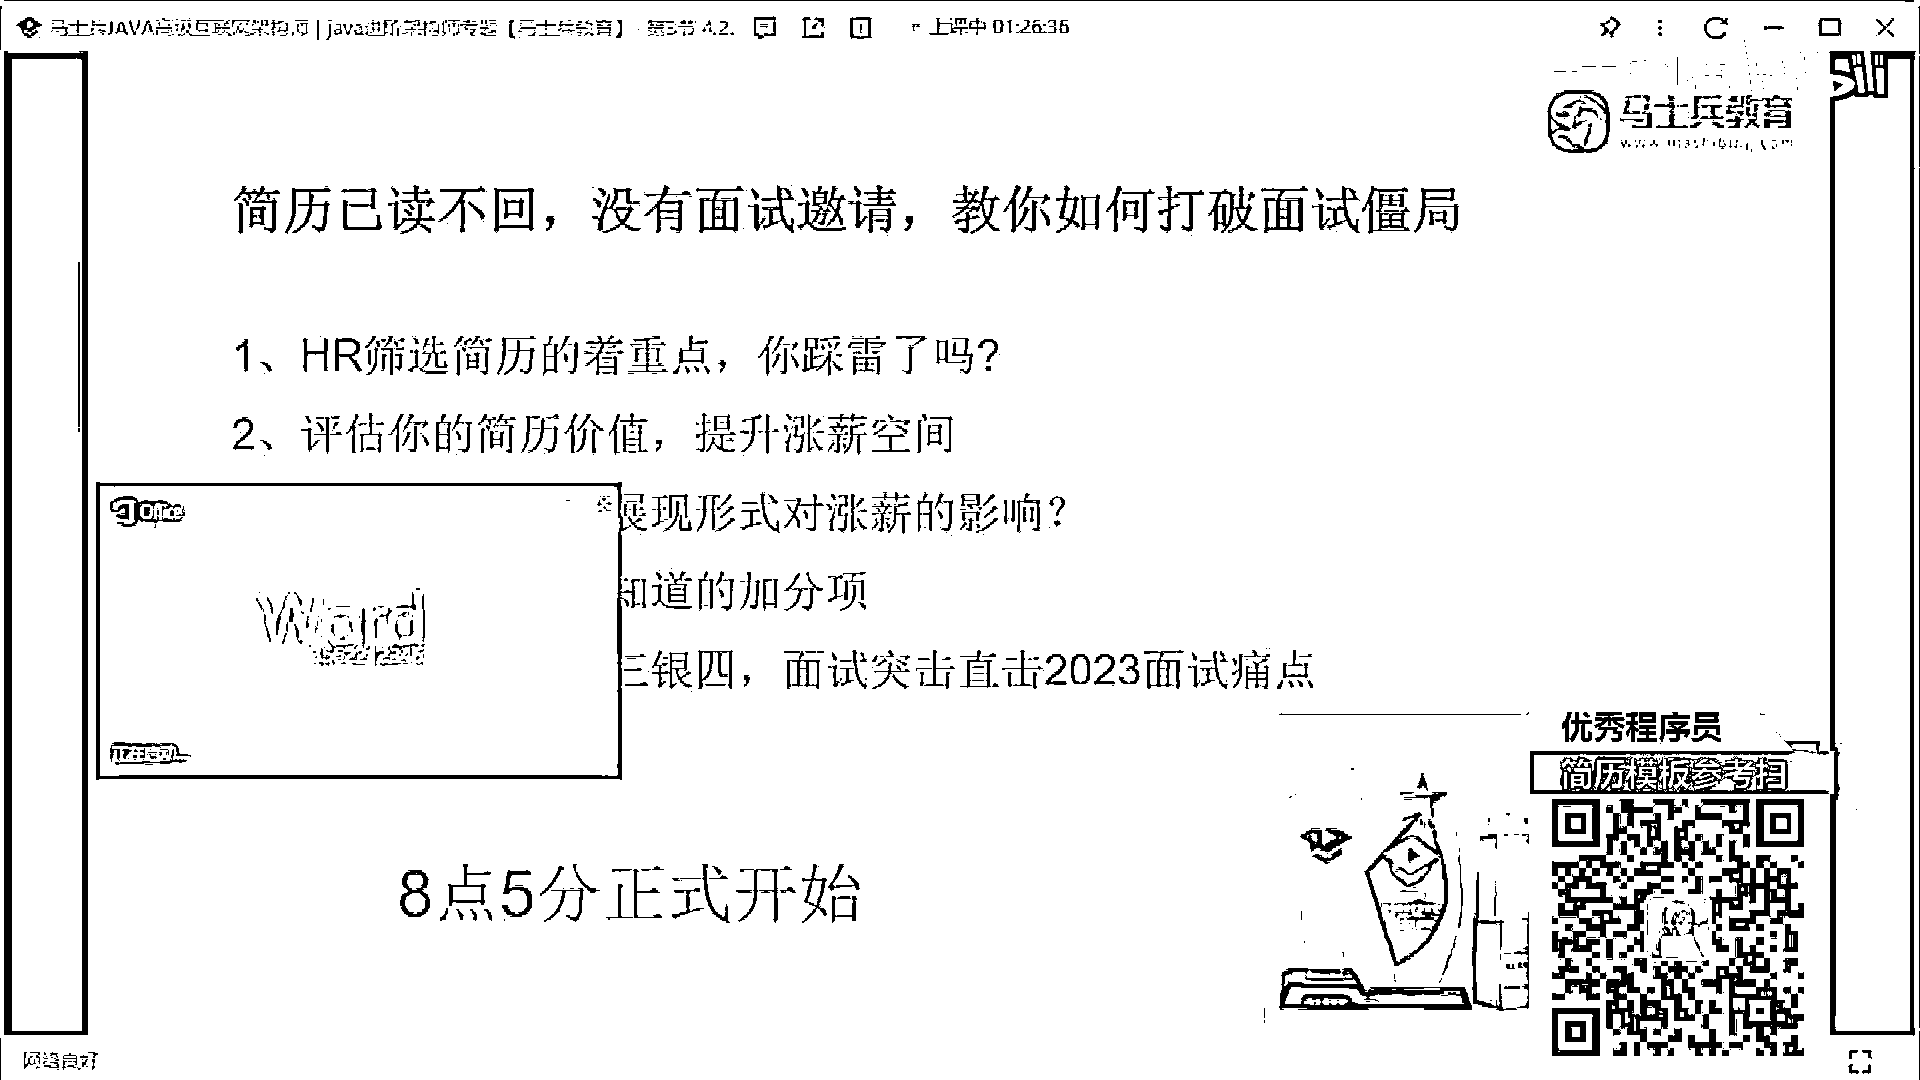 马士兵JAVA高级互联网架构师 | java进阶架构师专题【马士兵教育】 - 第3节 4.2.
上课中 01:26:36
马士兵教育
www.mashibing.com
简历已读不回，没有面试邀请，教你如何打破面试僵局
1、HR筛选简历的着重点，你踩雷了吗？
2、评估你的简历价值，提升涨薪空间
展现形式对涨薪的影响？
知道的加分项
三银四，面试突击直击2023面试痛点
Office
Word
正在启动...
8点5分正式开始
优秀程序员
简历模板参考扫
网络良好